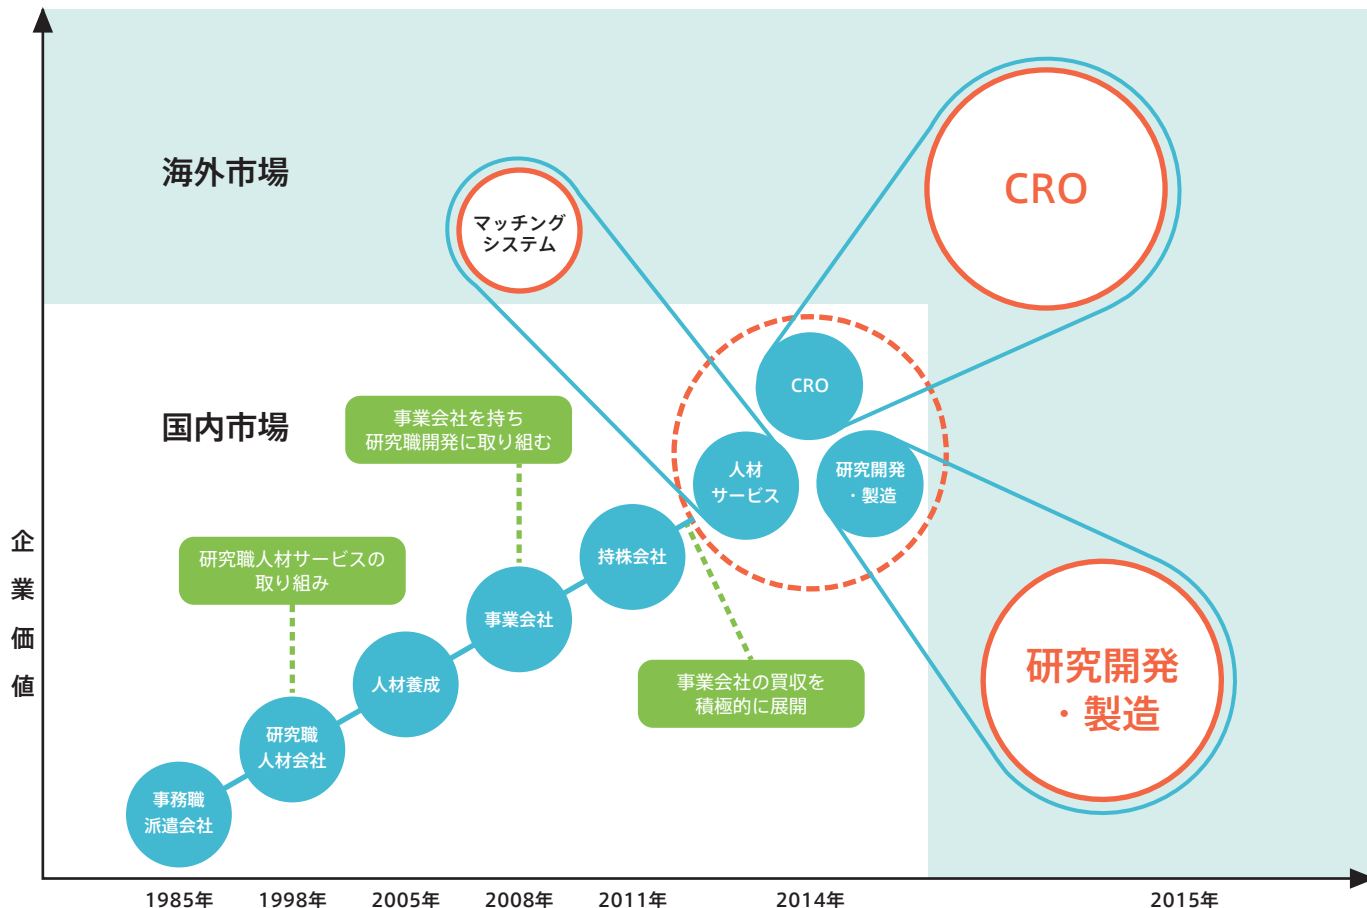 海外市場
マッチング
システム
CRO
国内市場
事業会社を持ち
研究職開発に取り組む
CRO
人材
サービス
研究開発
・製造
企業価値
研究職人材サービスの
取り組み
持株会社
事業会社
人材養成
事業会社の買収を
積極的に展開
研究開発
・製造
研究職
人材会社
事務職
派遣会社
1985年
1998年
2005年
2008年
2011年
2014年
2015年